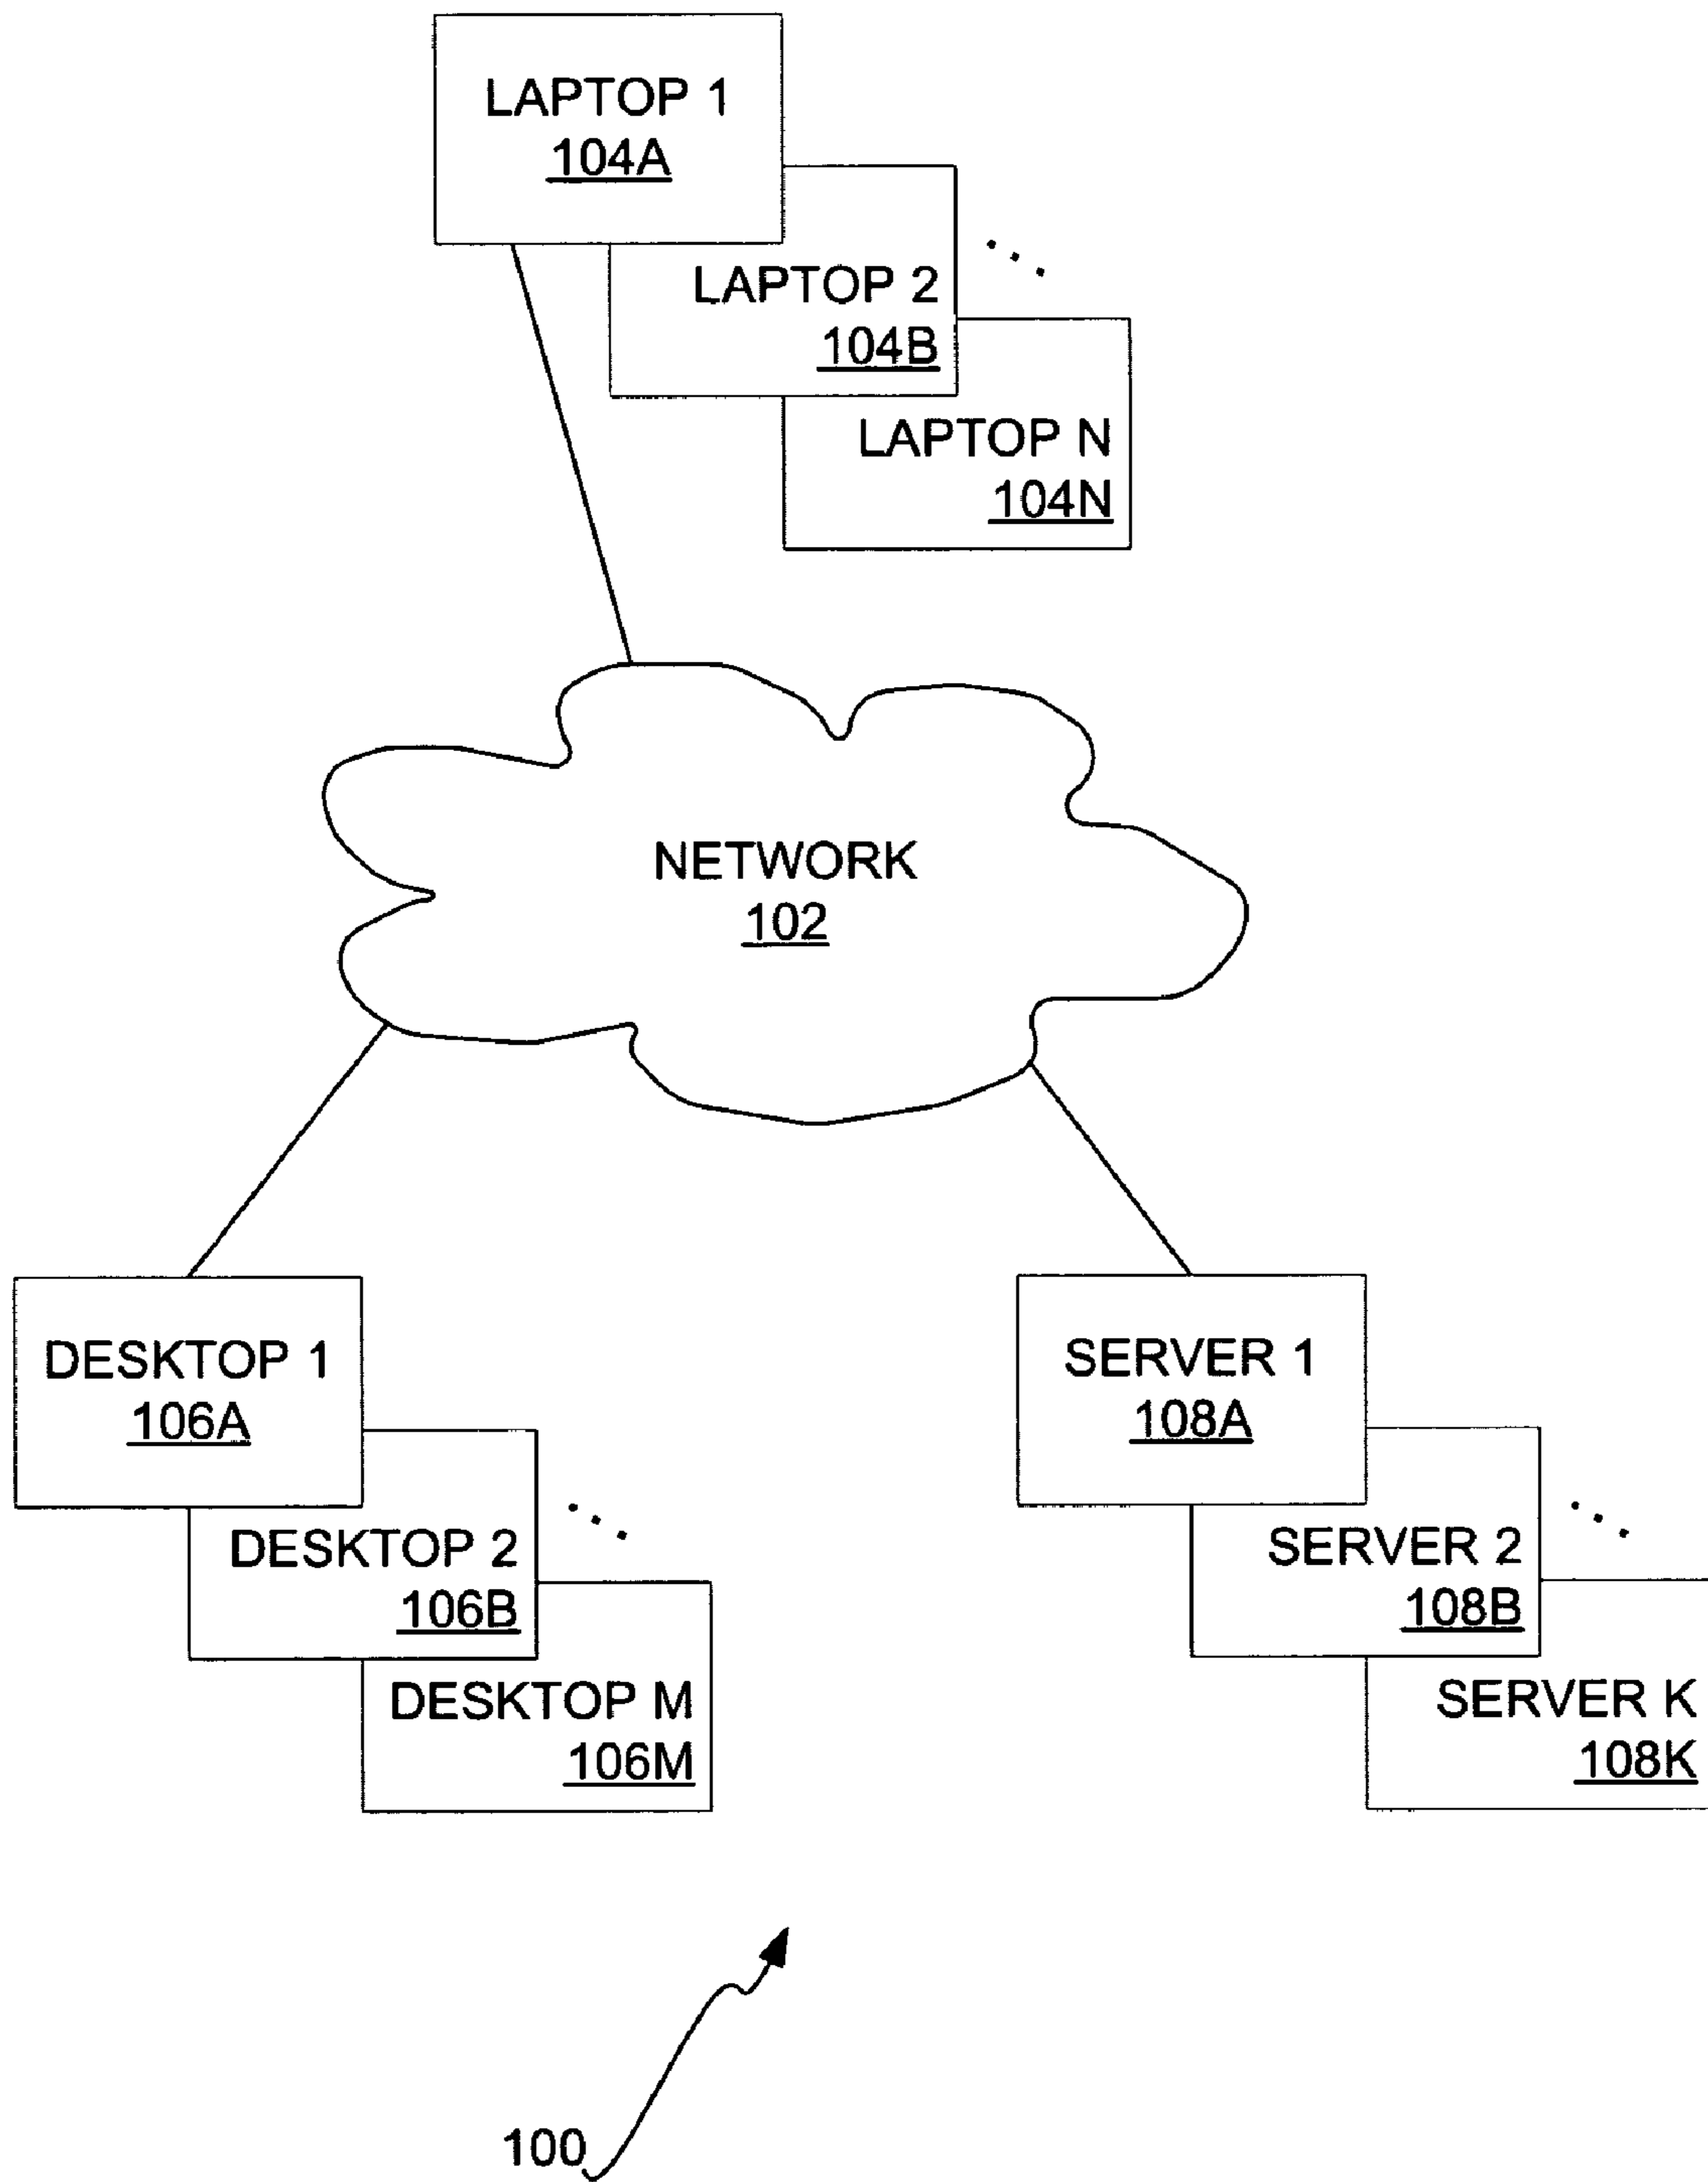 LAPTOP 1
104A
LAPTOP 2
104B
LAPTOP N
104N
NETWORK
102
DESKTOP 1
106A
DESKTOP 2
106B
DESKTOP M
106M
SERVER 1
108A
SERVER 2
108B
SERVER K
108K
100